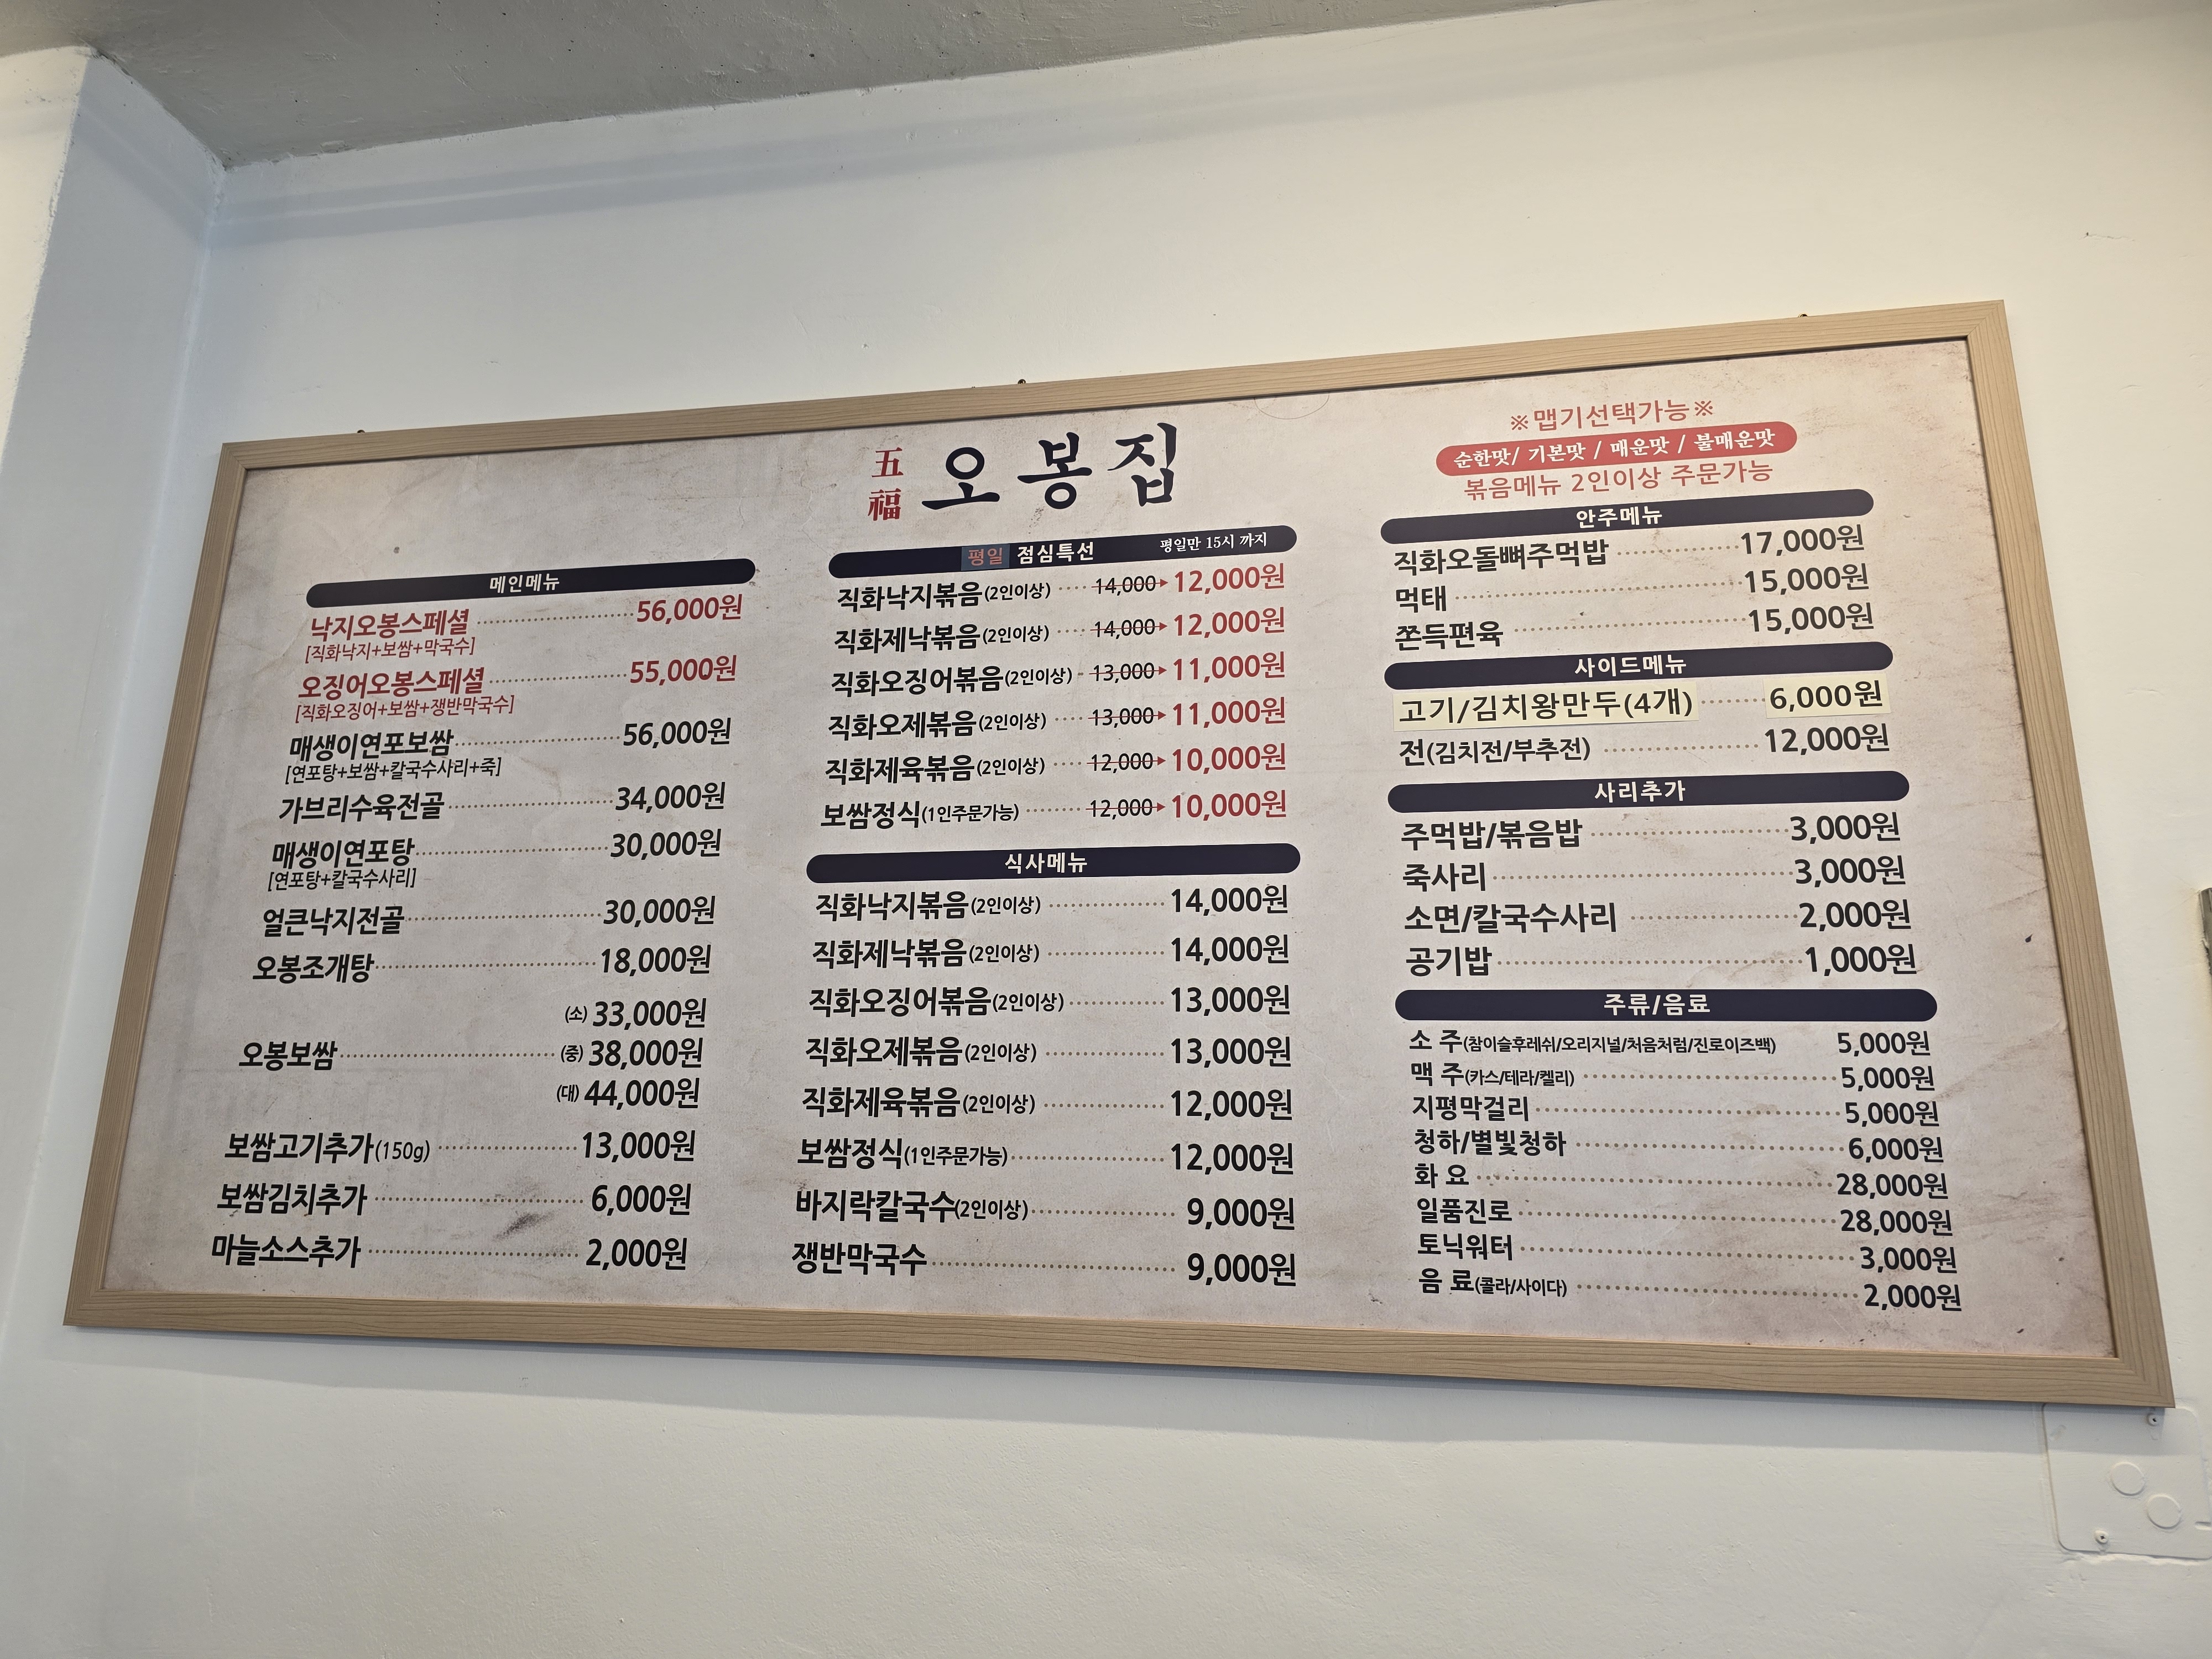 五福 오봉집
메인메뉴
낙지오봉스페셜 56,000원
[직화낙지+보쌈+막국수]
오징어오봉스페셜 55,000원
[직화오징어+보쌈+쟁반막국수]
매생이연포보쌈 56,000원
[연포탕+보쌈+칼국수사리+죽]
가브리수육전골 34,000원
매생이연포탕 30,000원
[연포탕+칼국수사리]
얼큰낙지전골 30,000원
오봉조개탕 18,000원
(소) 33,000원
오봉보쌈 (중) 38,000원
(대) 44,000원
보쌈고기추가(150g) 13,000원
보쌈김치추가 6,000원
마늘소스추가 2,000원
평일 점심특선 평일만 15시 까지
직화낙지볶음(2인이상) 14,000▸12,000원
직화제낙볶음(2인이상) 14,000▸12,000원
직화오징어볶음(2인이상) 13,000▸11,000원
직화오제볶음(2인이상) 13,000▸11,000원
직화제육볶음(2인이상) 12,000▸10,000원
보쌈정식(1인주문가능) 12,000▸10,000원
식사메뉴
직화낙지볶음(2인이상) 14,000원
직화제낙볶음(2인이상) 14,000원
직화오징어볶음(2인이상) 13,000원
직화오제볶음(2인이상) 13,000원
직화제육볶음(2인이상) 12,000원
보쌈정식(1인주문가능) 12,000원
바지락칼국수(2인이상) 9,000원
쟁반막국수 9,000원
※맵기선택가능※
순한맛/ 기본맛 / 매운맛 / 불매운맛
볶음메뉴 2인이상 주문가능
안주메뉴
직화오돌뼈주먹밥 17,000원
먹태 15,000원
쫀득편육 15,000원
사이드메뉴
고기/김치왕만두(4개) 6,000원
전(김치전/부추전) 12,000원
사리추가
주먹밥/볶음밥 3,000원
죽사리 3,000원
소면/칼국수사리 2,000원
공기밥 1,000원
주류/음료
소 주(참이슬후레쉬/오리지널/처음처럼/진로이즈백) 5,000원
맥 주(카스/테라/켈리) 5,000원
지평막걸리 5,000원
청하/별빛청하 6,000원
화 요 28,000원
일품진로 28,000원
토닉워터 3,000원
음 료(콜라/사이다) 2,000원